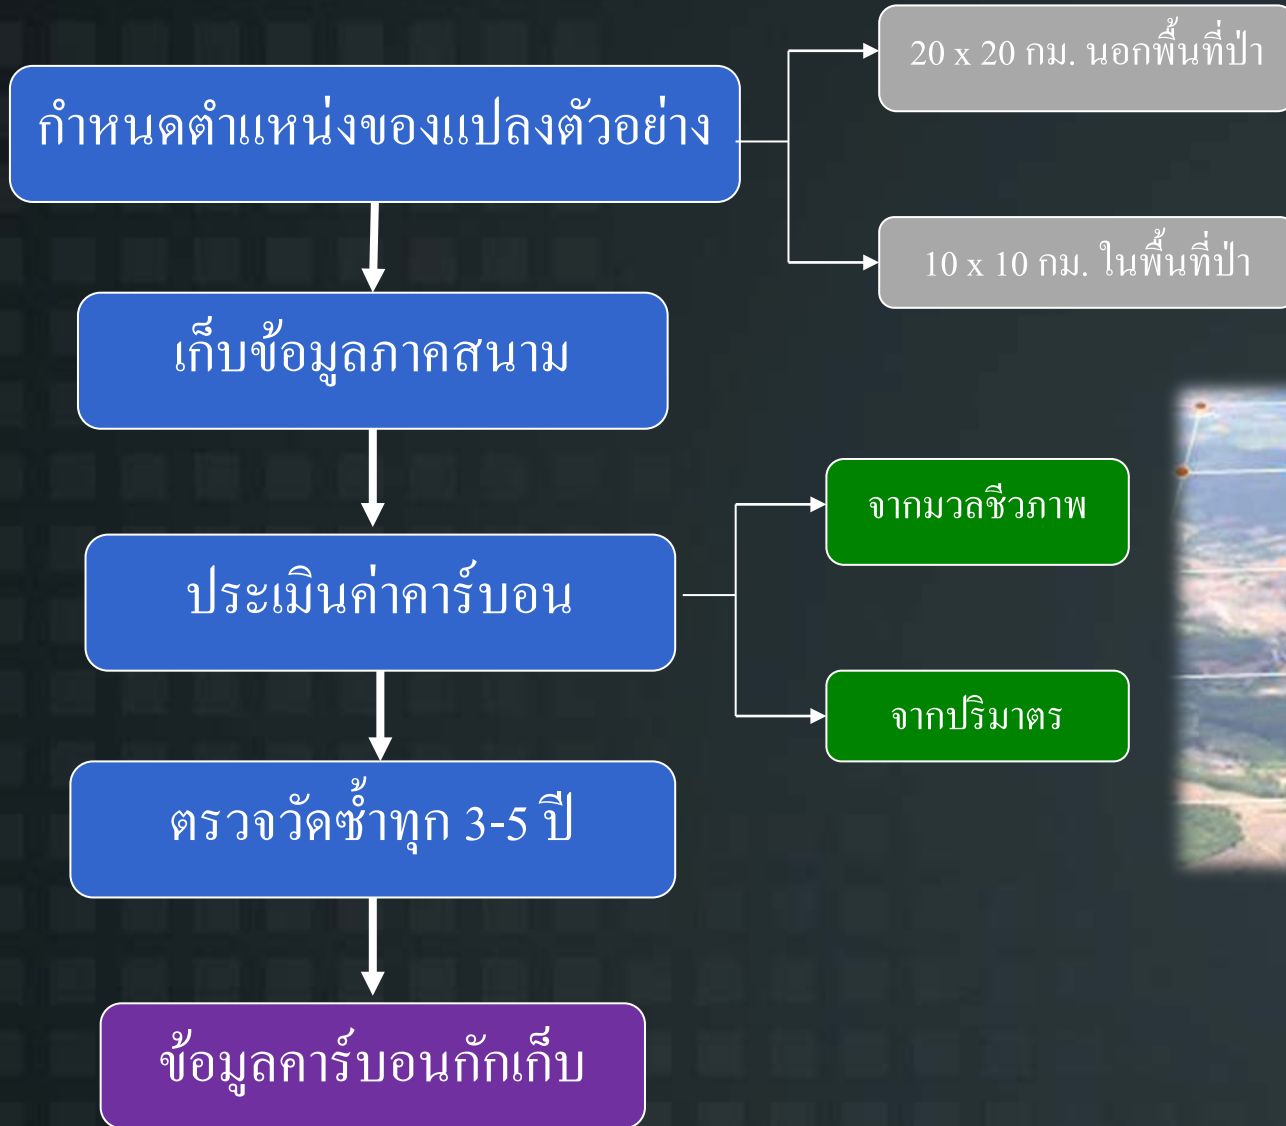 20 x 20 กม. นอกพื้นที่ป่า
กำหนดตำแหน่งของแปลงตัวอย่าง
10 x 10 กม. ในพื้นที่ป่า
เก็บข้อมูลภาคสนาม
จากมวลชีวภาพ
ประเมินค่าคาร์บอน
จากปริมาตร
ตรวจวัดซ้ำทุก 3-5 ปี
ข้อมูลคาร์บอนกักเก็บ